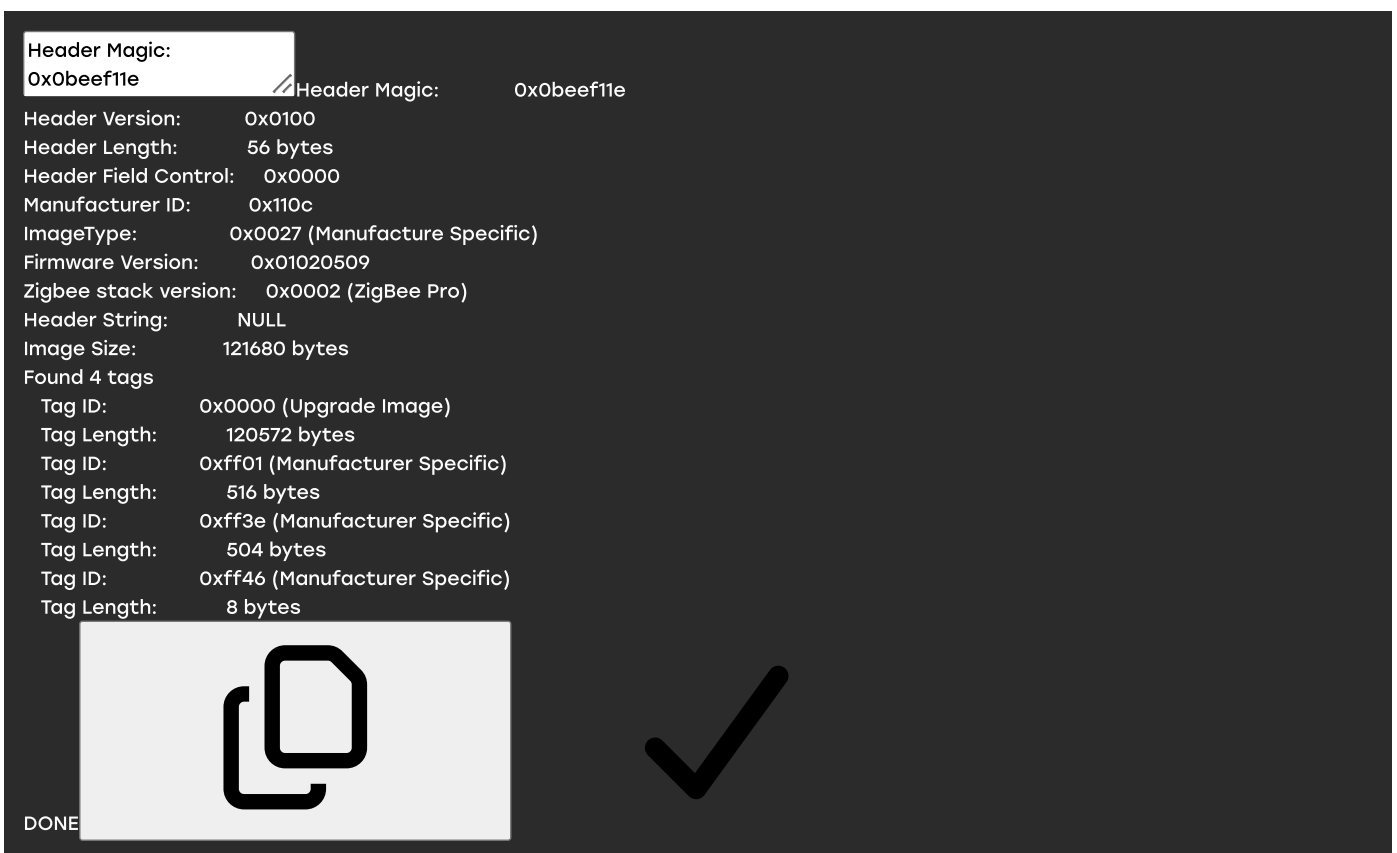 Header Magic:
0x0beef11e
Header Magic: 0x0beef11e
Header Version: 0x0100
Header Length: 56 bytes
Header Field Control: 0x0000
Manufacturer ID: 0x110c
ImageType: 0x0027 (Manufacture Specific)
Firmware Version: 0x01020509
Zigbee stack version: 0x0002 (ZigBee Pro)
Header String: NULL
Image Size: 121680 bytes
Found 4 tags
Tag ID: 0x0000 (Upgrade Image)
Tag Length: 120572 bytes
Tag ID: 0xff01 (Manufacturer Specific)
Tag Length: 516 bytes
Tag ID: 0xff3e (Manufacturer Specific)
Tag Length: 504 bytes
Tag ID: 0xff46 (Manufacturer Specific)
Tag Length: 8 bytes
DONE